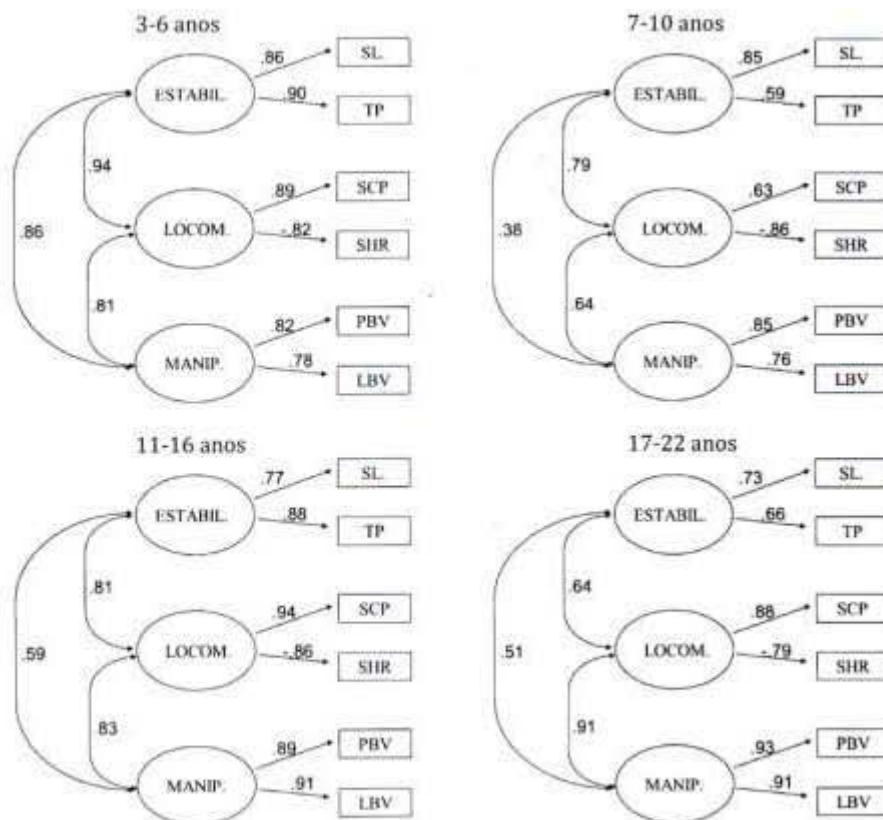 3-6 anos
.86
SL.
ESTABIL.
.90
TP
.94
.89
SCP
LOCOM.
-.82
SHR
.86
.81
.82
PBV
MANIP.
.78
LBV
7-10 anos
.85
SL.
ESTABIL.
.59
TP
.79
.63
SCP
LOCOM.
-.86
SHR
.38
.64
.85
PBV
MANIP.
.76
LBV
11-16 anos
.77
SL.
ESTABIL.
.88
TP
.81
.94
SCP
LOCOM.
-.86
SHR
.59
.83
.89
PBV
MANIP.
.91
LBV
17-22 anos
.73
SL.
ESTABIL.
.66
TP
.64
.88
SCP
LOCOM.
-.79
SHR
.51
.91
.93
PBV
MANIP.
.91
LBV